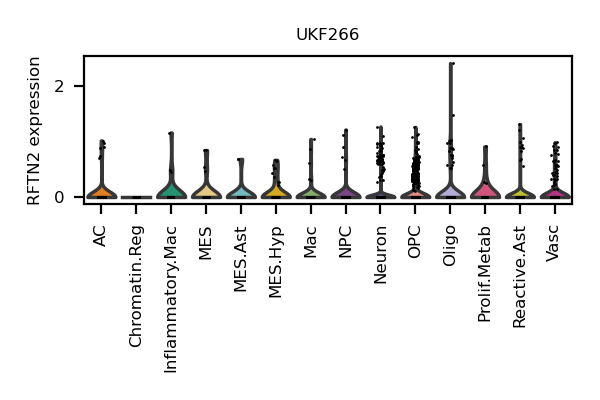 UKF266
RFTN2 expression
2
0
AC
Chromatin.Reg
Inflammatory.Mac
MES
MES.Ast
MES.Hyp
Mac
NPC
Neuron
OPC
Oligo
Prolif.Metab
Reactive.Ast
Vasc